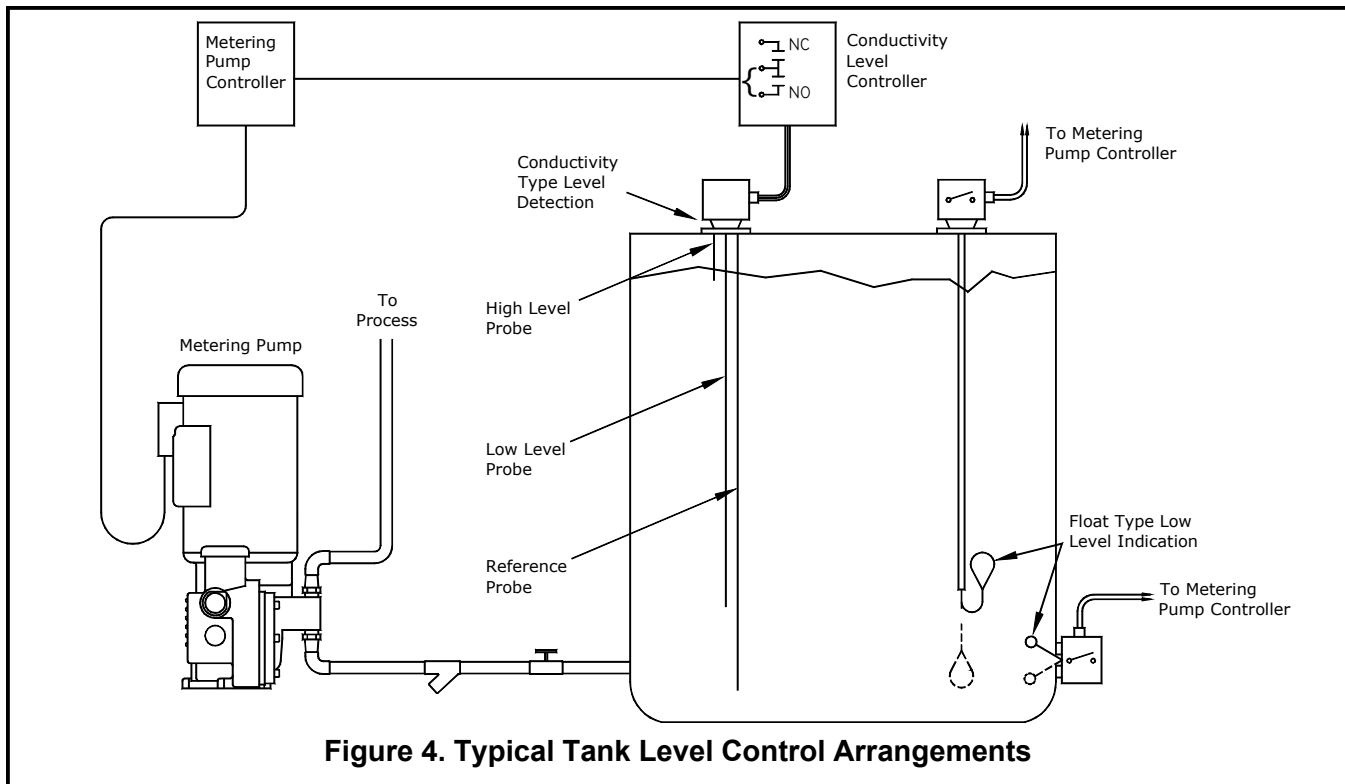 Metering
Pump
Controller
NC
NO
Conductivity
Level
Controller
To Metering
Pump Controller
Conductivity
Type Level
Detection
High Level
Probe
To
Process
Metering Pump
Low Level
Probe
Reference
Probe
Float Type Low
Level Indication
To Metering
Pump Controller
Figure 4. Typical Tank Level Control Arrangements